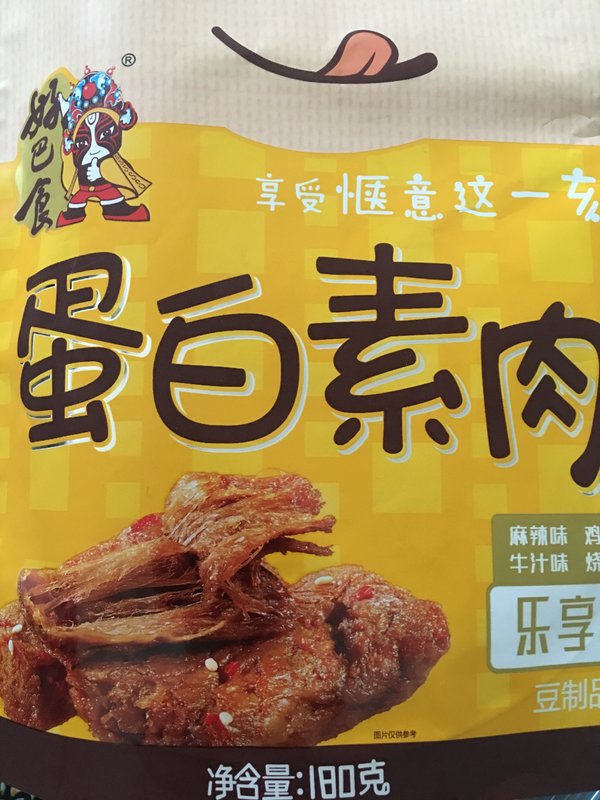 ®
好巴食
享受惬意这一刻
蛋白素肉
麻辣味 鸡
牛汁味 烧
乐享
豆制品
图片仅供参考
净含量:180克